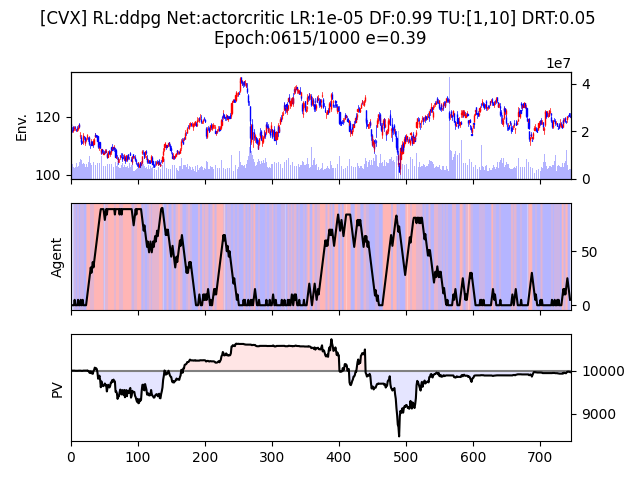 [CVX] RL:ddpg Net:actorcritic LR:1e-05 DF:0.99 TU:[1,10] DRT:0.05
Epoch:0615/1000 e=0.39
1e7
Env.
120
100
4
2
0
Agent
50
0
PV
10000
9000
0 100 200 300 400 500 600 700